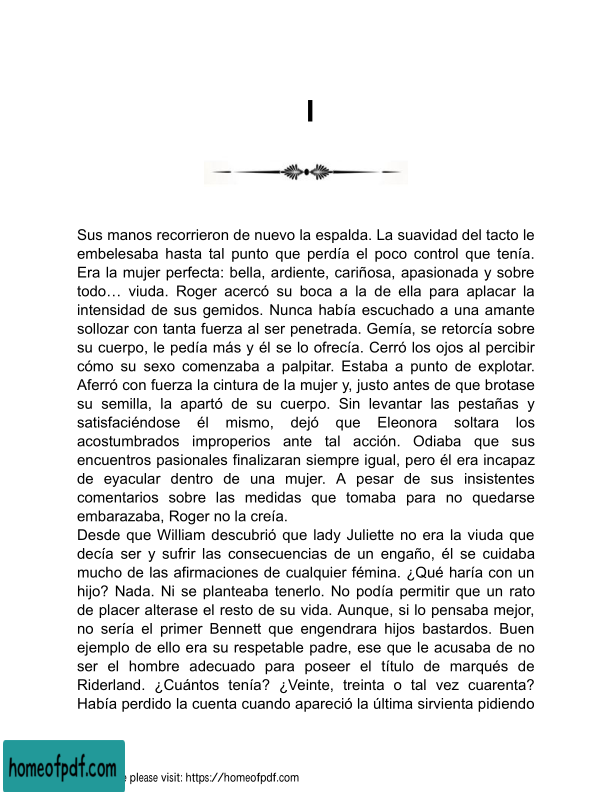 I
Sus manos recorrieron de nuevo la espalda. La suavidad del tacto le
embelesaba hasta tal punto que perdía el poco control que tenía.
Era la mujer perfecta: bella, ardiente, cariñosa, apasionada y sobre
todo… viuda. Roger acercó su boca a la de ella para aplacar la
intensidad de sus gemidos. Nunca había escuchado a una amante
sollozar con tanta fuerza al ser penetrada. Gemía, se retorcía sobre
su cuerpo, le pedía más y él se lo ofrecía. Cerró los ojos al percibir
cómo su sexo comenzaba a palpitar. Estaba a punto de explotar.
Aferró con fuerza la cintura de la mujer y, justo antes de que brotase
su semilla, la apartó de su cuerpo. Sin levantar las pestañas y
satisfaciéndose él mismo, dejó que Eleonora soltara los
acostumbrados improperios ante tal acción. Odiaba que sus
encuentros pasionales finalizaran siempre igual, pero él era incapaz
de eyacular dentro de una mujer. A pesar de sus insistentes
comentarios sobre las medidas que tomaba para no quedarse
embarazaba, Roger no la creía.
Desde que William descubrió que lady Juliette no era la viuda que
decía ser y sufrir las consecuencias de un engaño, él se cuidaba
mucho de las afirmaciones de cualquier fémina. ¿Qué haría con un
hijo? Nada. Ni se planteaba tenerlo. No podía permitir que un rato
de placer alterase el resto de su vida. Aunque, si lo pensaba mejor,
no sería el primer Bennett que engendrara hijos bastardos. Buen
ejemplo de ello era su respetable padre, ese que le acusaba de no
ser el hombre adecuado para poseer el título de marqués de
Riderland. ¿Cuántos tenía? ¿Veinte, treinta o tal vez cuarenta?
Había perdido la cuenta cuando apareció la última sirvienta pidiendo
homeofpdf.com
please visit: https://homeofpdf.com